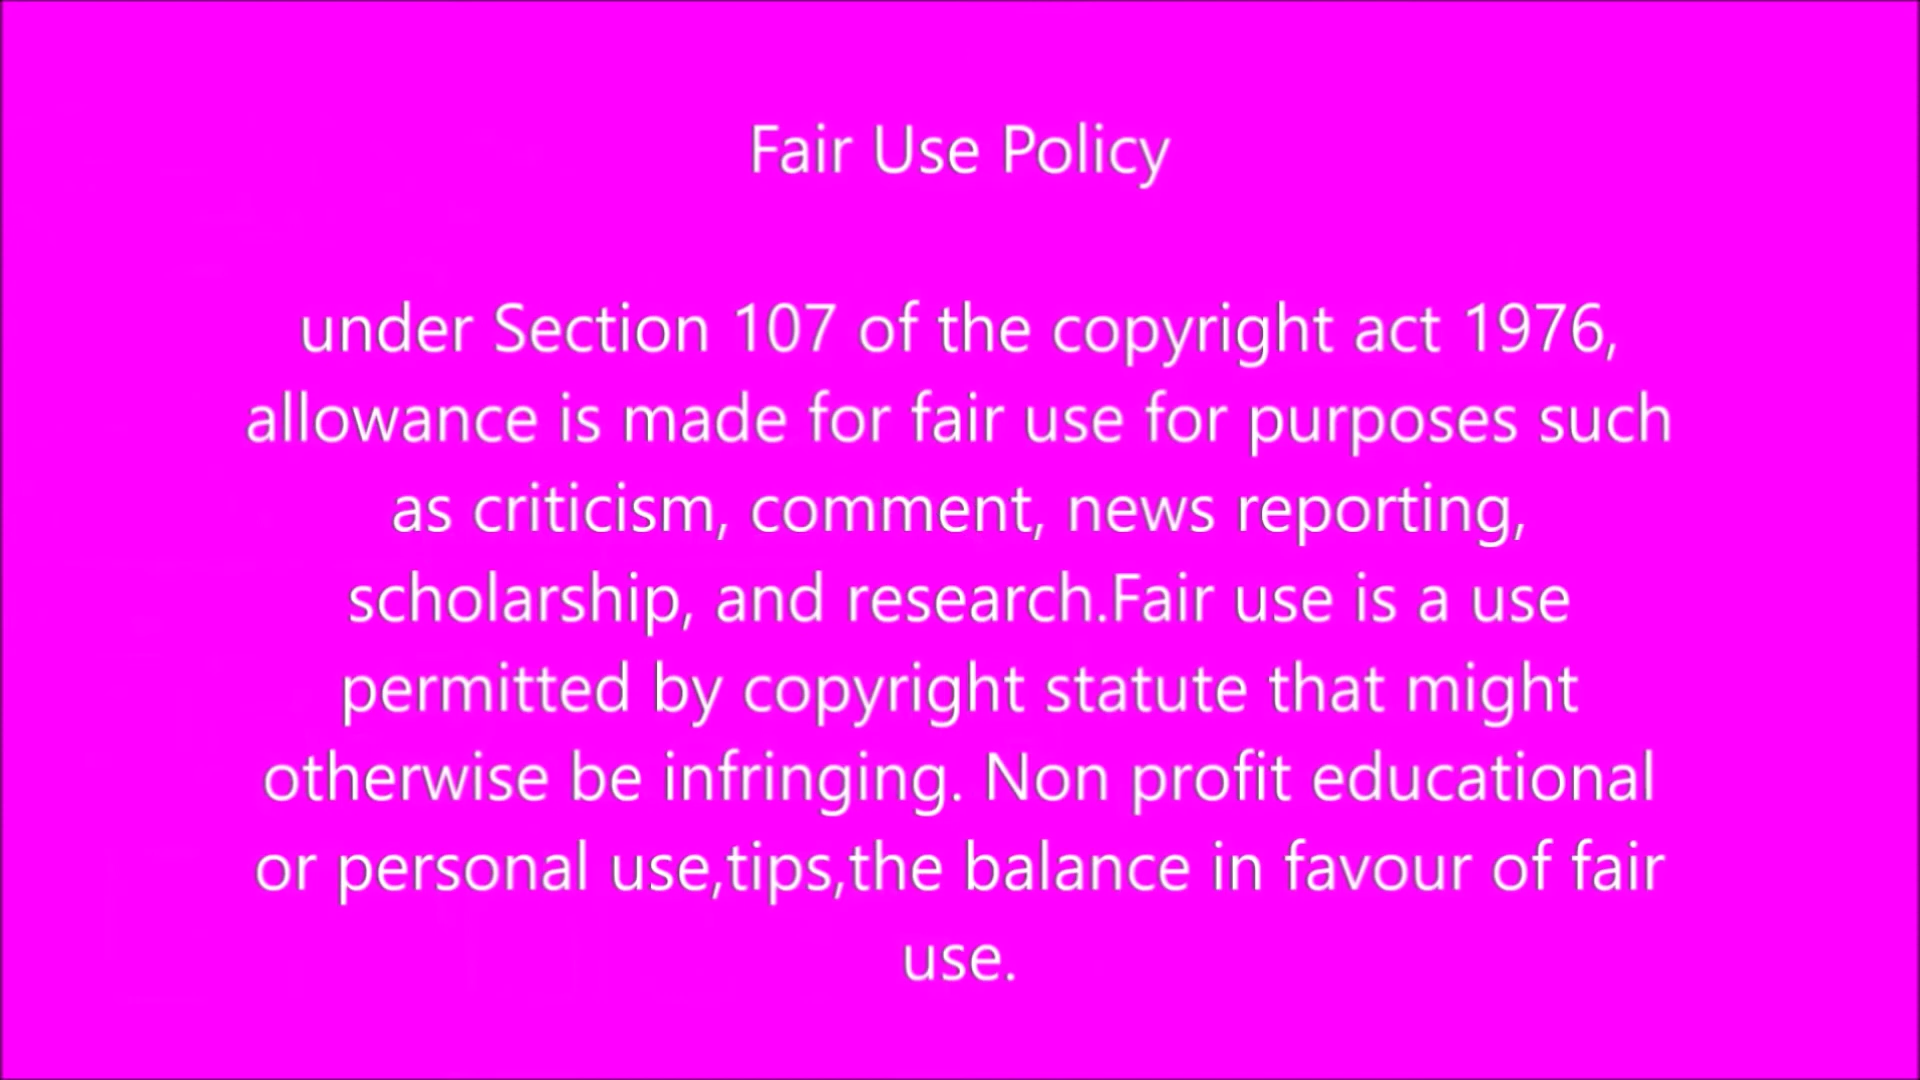 Fair Use Policy
under Section 107 of the copyright act 1976,
allowance is made for fair use for purposes such
as criticism, comment, news reporting,
scholarship, and research.Fair use is a use
permitted by copyright statute that might
otherwise be infringing. Non profit educational
or personal use,tips,the balance in favour of fair
use.